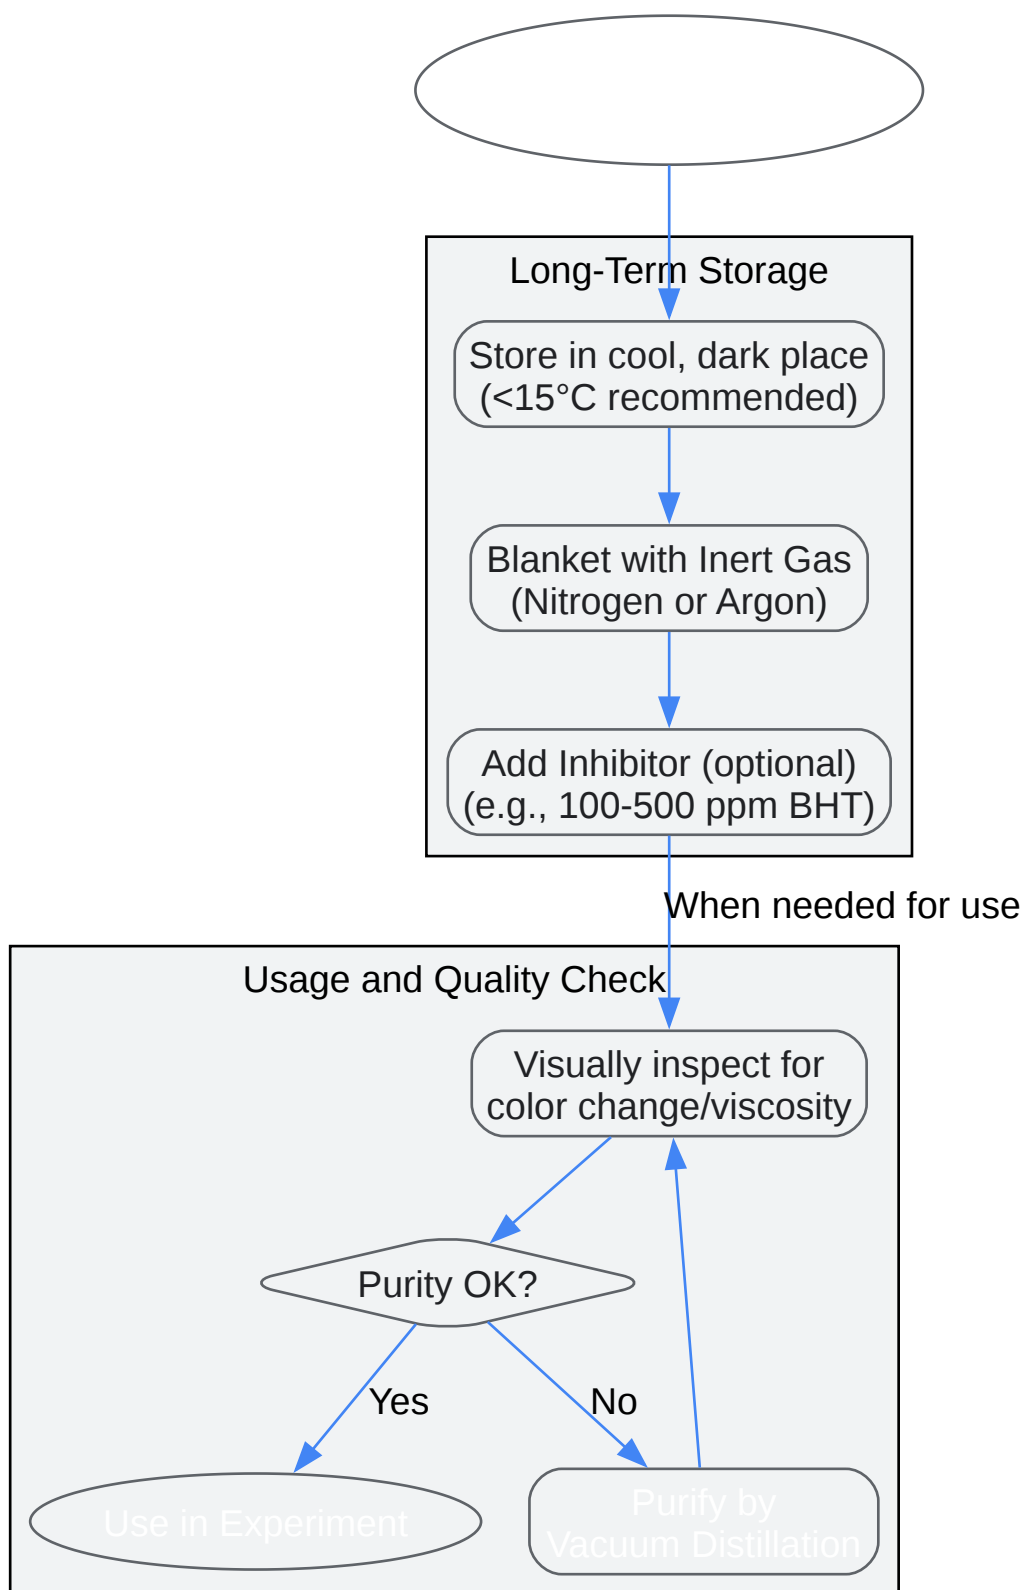 Long-Term Storage
Store in cool, dark place
(<15°C recommended)
Blanket with Inert Gas
(Nitrogen or Argon)
Add Inhibitor (optional)
(e.g., 100-500 ppm BHT)
When needed for use
Usage and Quality Check
Visually inspect for
color change/viscosity
Purity OK?
Yes
No
Use in Experiment
Purify by
Vacuum Distillation